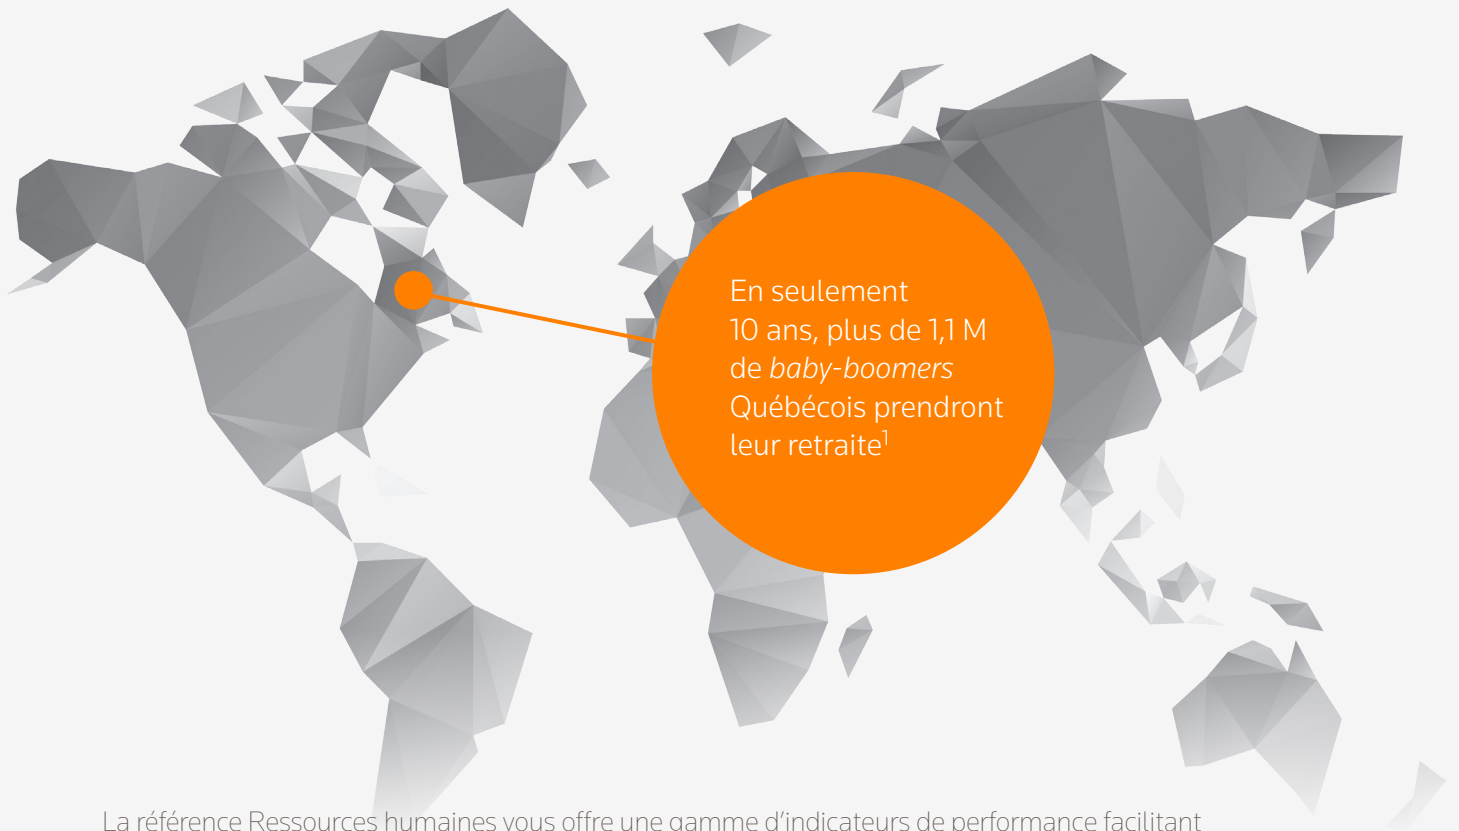 En seulement
10 ans, plus de 1,1 M
de baby-boomers
Québécois prendront
leur retraite¹
La référence Ressources humaines vous offre une gamme d'indicateurs de performance facilitant